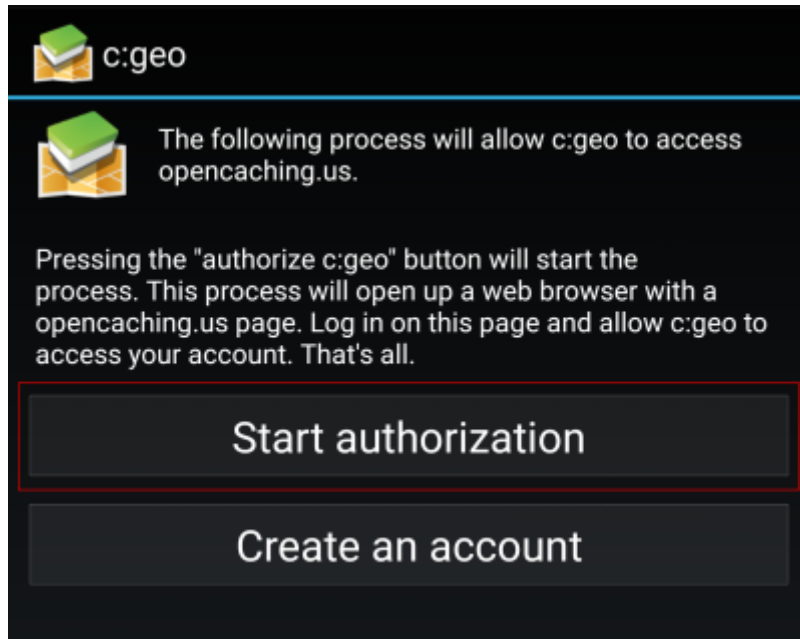 c:geo
The following process will allow c:geo to access
opencaching.us.
Pressing the "authorize c:geo" button will start the
process. This process will open up a web browser with a
opencaching.us page. Log in on this page and allow c:geo to
access your account. That's all.
Start authorization
Create an account